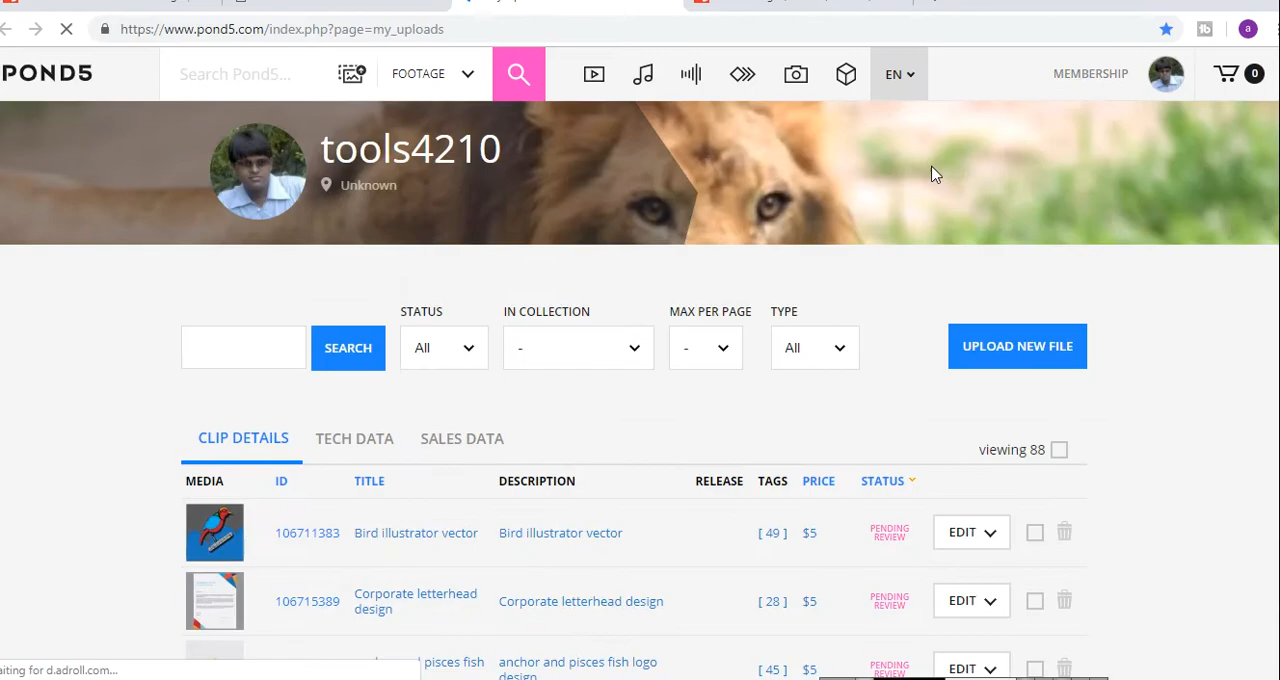 https://www.pond5.com/index.php?page=my_uploads
a
POND5
Search Pond5...
FOOTAGE
EN
MEMBERSHIP
0
tools4210
Unknown
STATUS
IN COLLECTION
MAX PER PAGE
TYPE
SEARCH
All
-
-
All
UPLOAD NEW FILE
CLIP DETAILS
TECH DATA
SALES DATA
viewing 88
MEDIA
ID
TITLE
DESCRIPTION
RELEASE
TAGS
PRICE
STATUS
106711383
Bird illustrator vector
Bird illustrator vector
[ 49 ]
$5
PENDING
REVIEW
EDIT
106715389
Corporate letterhead
design
Corporate letterhead design
[ 28 ]
$5
PENDING
REVIEW
EDIT
pisces fish
anchor and pisces fish logo
design
[ 45 ]
$5
PENDING
REVIEW
EDIT
aiting for d.adroll.com...